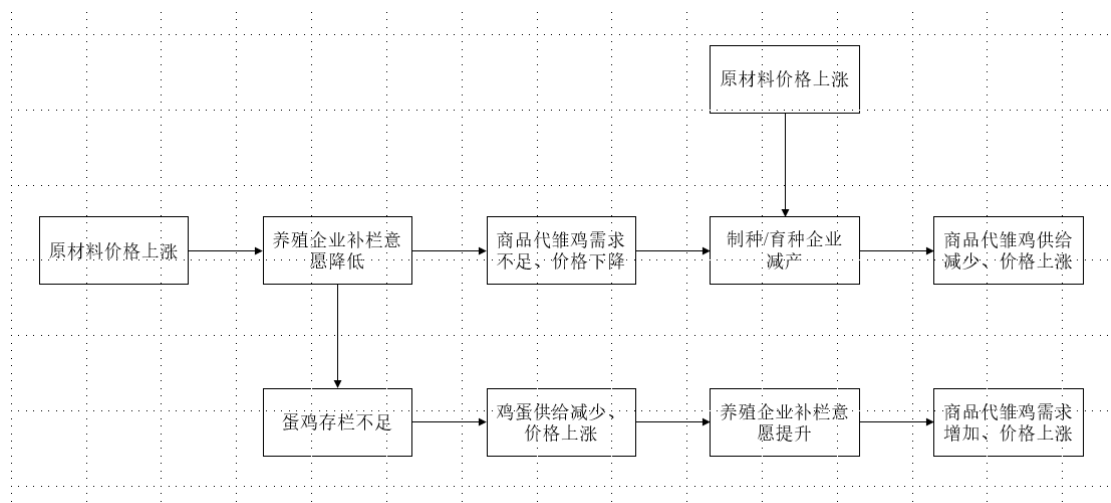 原材料价格上涨
原材料价格上涨
养殖企业补栏意
愿降低
商品代雏鸡需求
不足、价格下降
制种/育种企业
减产
商品代雏鸡供给
减少、价格上涨
蛋鸡存栏不足
鸡蛋供给减少、
价格上涨
养殖企业补栏意
愿提升
商品代雏鸡需求
增加、价格上涨